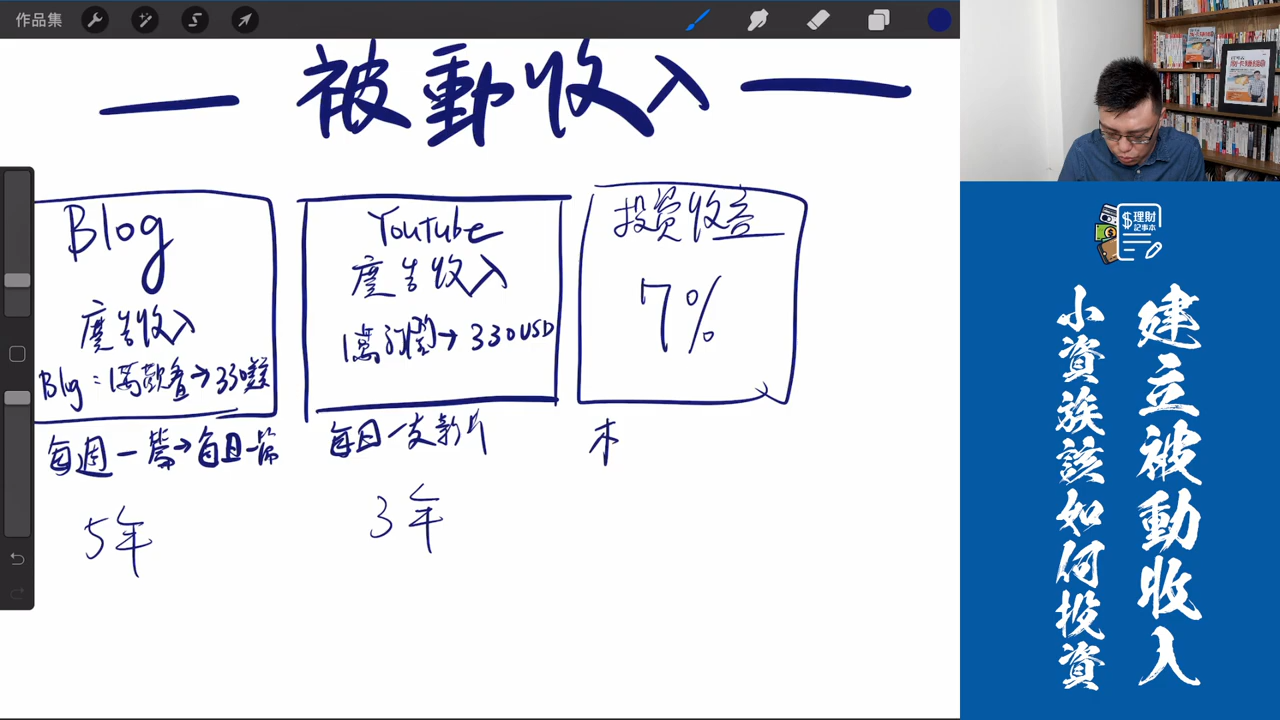 作品集
被動收入
Blog
廣告收入
Blog：1萬觀看→330美
每週一篇→每日一篇
5年
Youtube
廣告收入
1萬訂閱→330USD
每日一支影片
3年
投資收益
7%
本
$理財
記事本
建立被動收入
小資族該如何投資